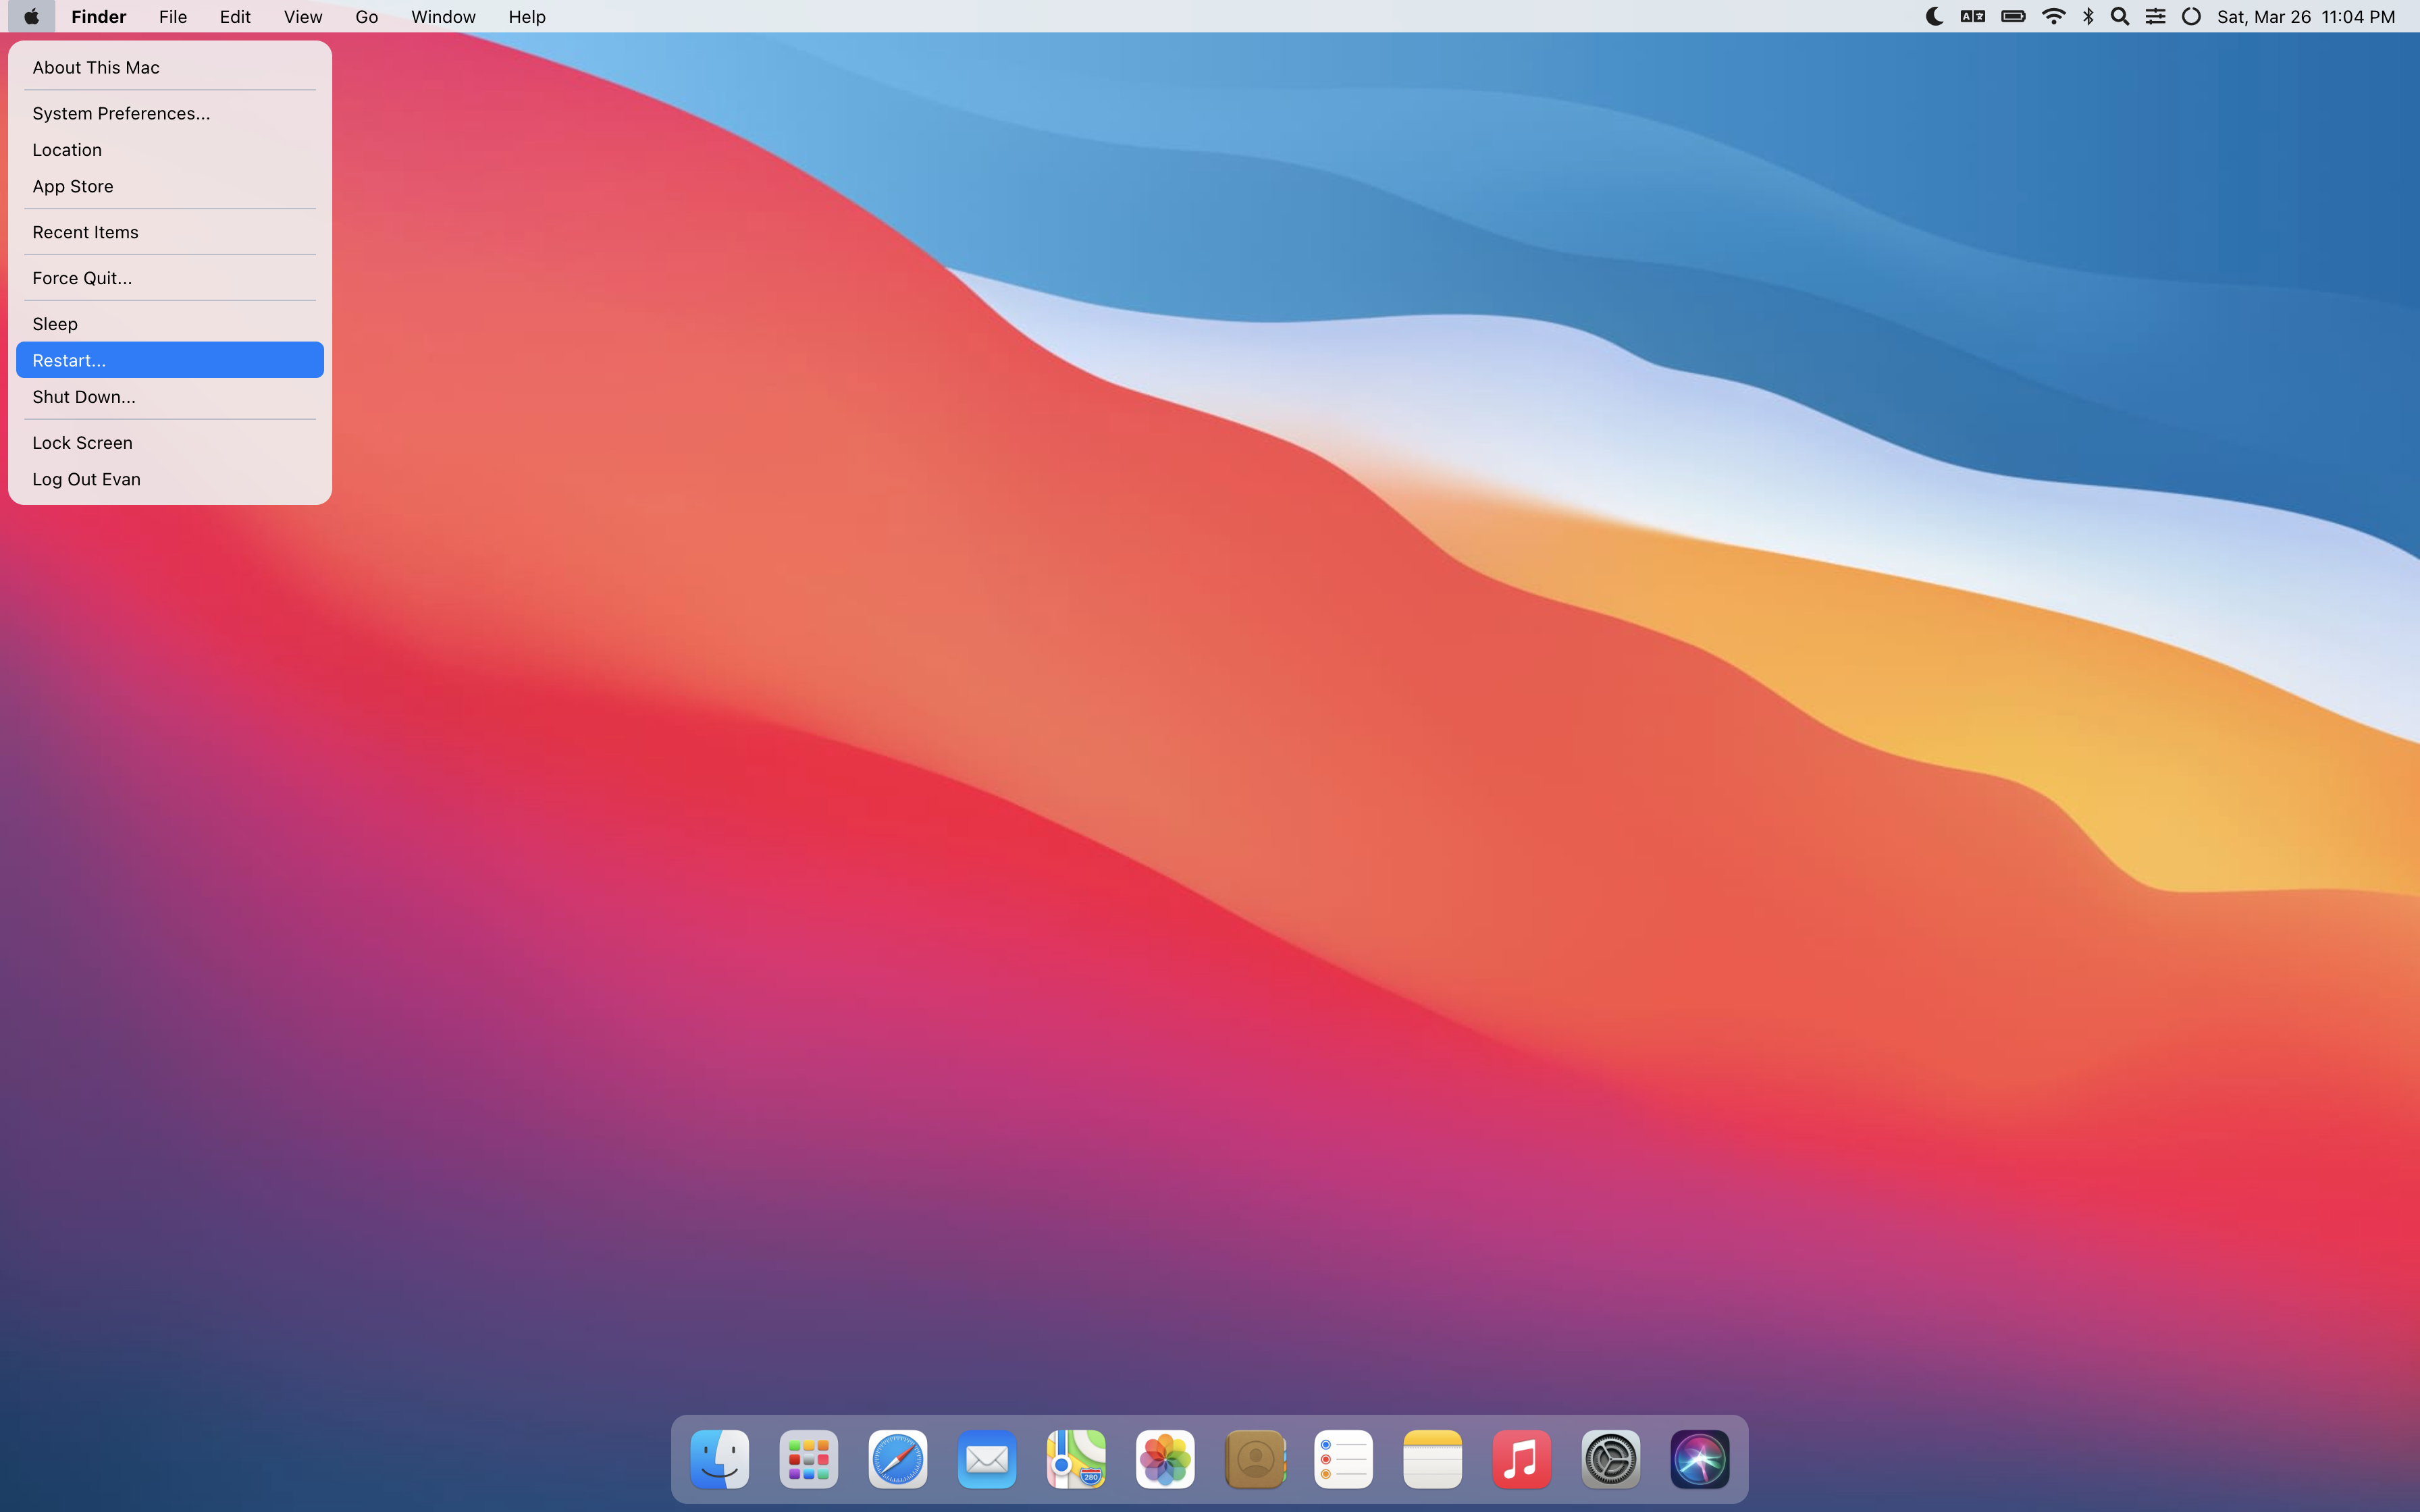 Finder File Edit View Go Window Help Sat, Mar 26 11:04 PM
About This Mac
System Preferences...
Location
App Store
Recent Items
Force Quit...
Sleep
Restart...
Shut Down...
Lock Screen
Log Out Evan
280